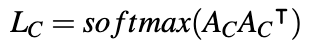 L_C = softmax(A_C A_C^⊺)